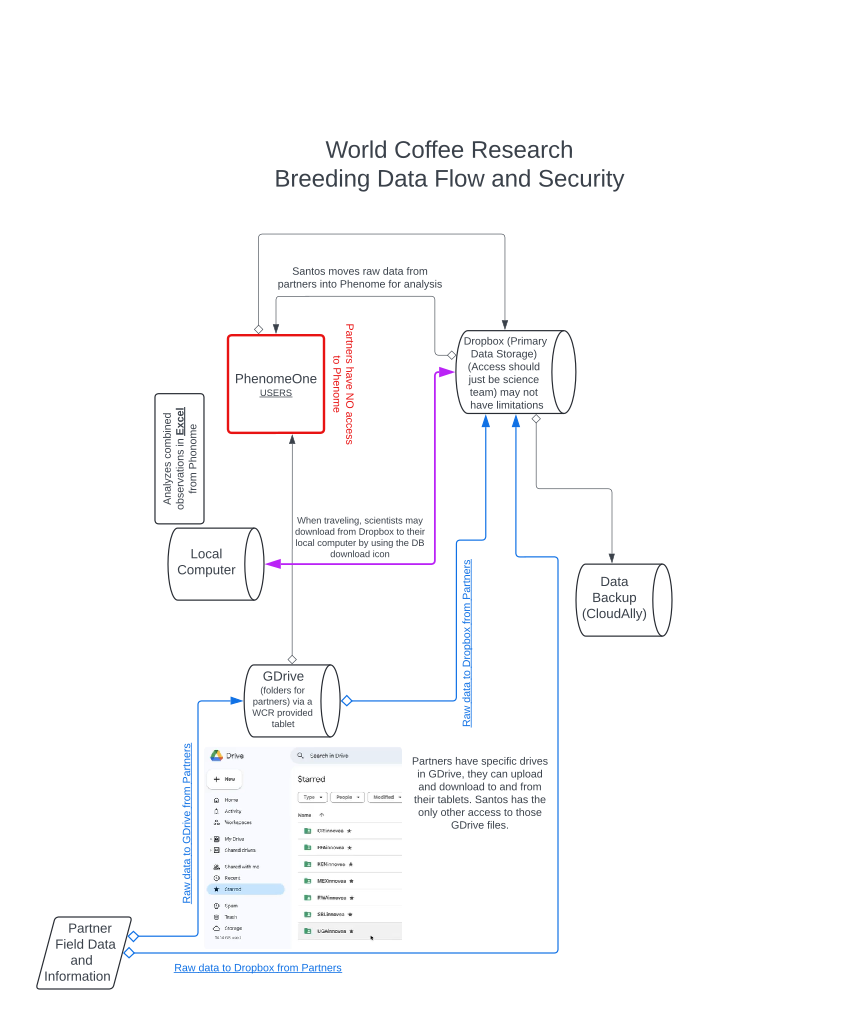 World Coffee Research
Breeding Data Flow and Security
Santos moves raw data from
partners into Phenome for analysis
PhenomeOne
USERS
Partners have NO access
to Phenome
Dropbox (Primary
Data Storage)
(Access should
just be science
team) may not
have limitations
Analyzes combined
observations in Excel
from Phonome
When traveling, scientists may
download from Dropbox to their
local computer by using the DB
download icon
Local
Computer
Data
Backup
(CloudAlly)
Raw data to Dropbox from Partners
GDrive
(folders for
partners) via a
WCR provided
tablet
Raw data to GDrive from Partners
Drive
Search in Drive
New
Home
Activity
Workspaces
My Drive
Shared drives
Shared with me
Recent
Starred
Spam
Trash
Storage
Starred
Type
People
Modified
Name
KENinnovea
MEXinnovea
UGAinnovea
Partners have specific drives
in GDrive, they can upload
and download to and from
their tablets. Santos has the
only other access to those
GDrive files.
Partner
Field Data
and
Information
Raw data to Dropbox from Partners